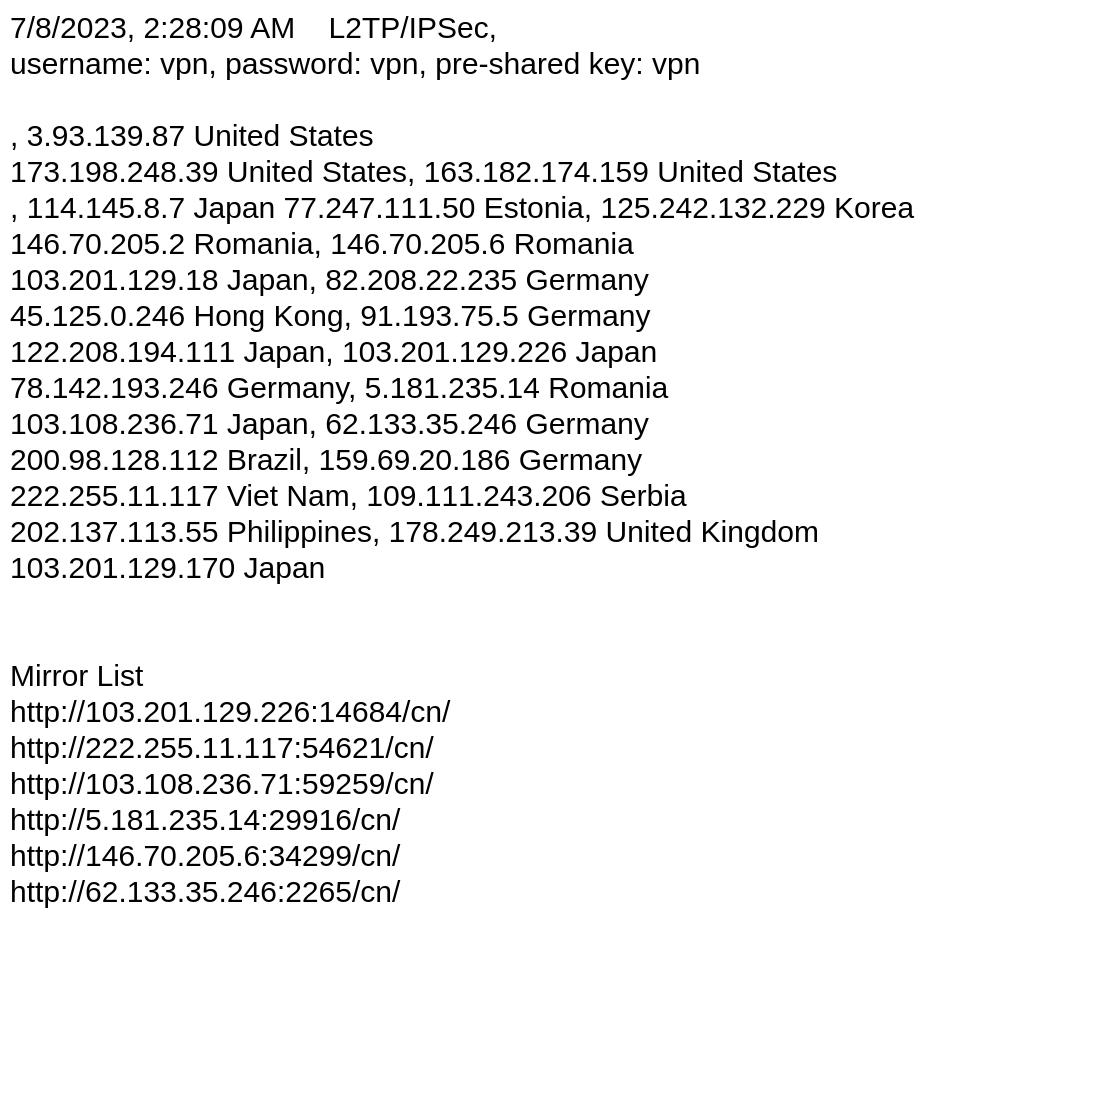 7/8/2023, 2:28:09 AM    L2TP/IPSec,
username: vpn, password: vpn, pre-shared key: vpn
, 3.93.139.87 United States
173.198.248.39 United States, 163.182.174.159 United States
, 114.145.8.7 Japan 77.247.111.50 Estonia, 125.242.132.229 Korea
146.70.205.2 Romania, 146.70.205.6 Romania
103.201.129.18 Japan, 82.208.22.235 Germany
45.125.0.246 Hong Kong, 91.193.75.5 Germany
122.208.194.111 Japan, 103.201.129.226 Japan
78.142.193.246 Germany, 5.181.235.14 Romania
103.108.236.71 Japan, 62.133.35.246 Germany
200.98.128.112 Brazil, 159.69.20.186 Germany
222.255.11.117 Viet Nam, 109.111.243.206 Serbia
202.137.113.55 Philippines, 178.249.213.39 United Kingdom
103.201.129.170 Japan
Mirror List
http://103.201.129.226:14684/cn/
http://222.255.11.117:54621/cn/
http://103.108.236.71:59259/cn/
http://5.181.235.14:29916/cn/
http://146.70.205.6:34299/cn/
http://62.133.35.246:2265/cn/